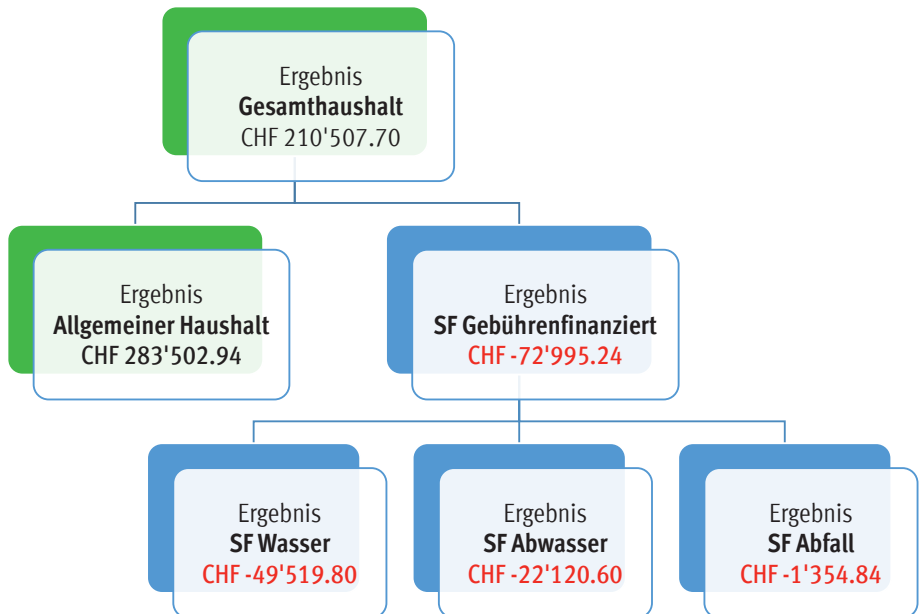 Ergebnis
Gesamthaushalt
CHF 210'507.70
Ergebnis
Allgemeiner Haushalt
CHF 283'502.94
Ergebnis
SF Gebührenfinanziert
CHF -72'995.24
Ergebnis
SF Wasser
CHF -49'519.80
Ergebnis
SF Abwasser
CHF -22'120.60
Ergebnis
SF Abfall
CHF -1'354.84